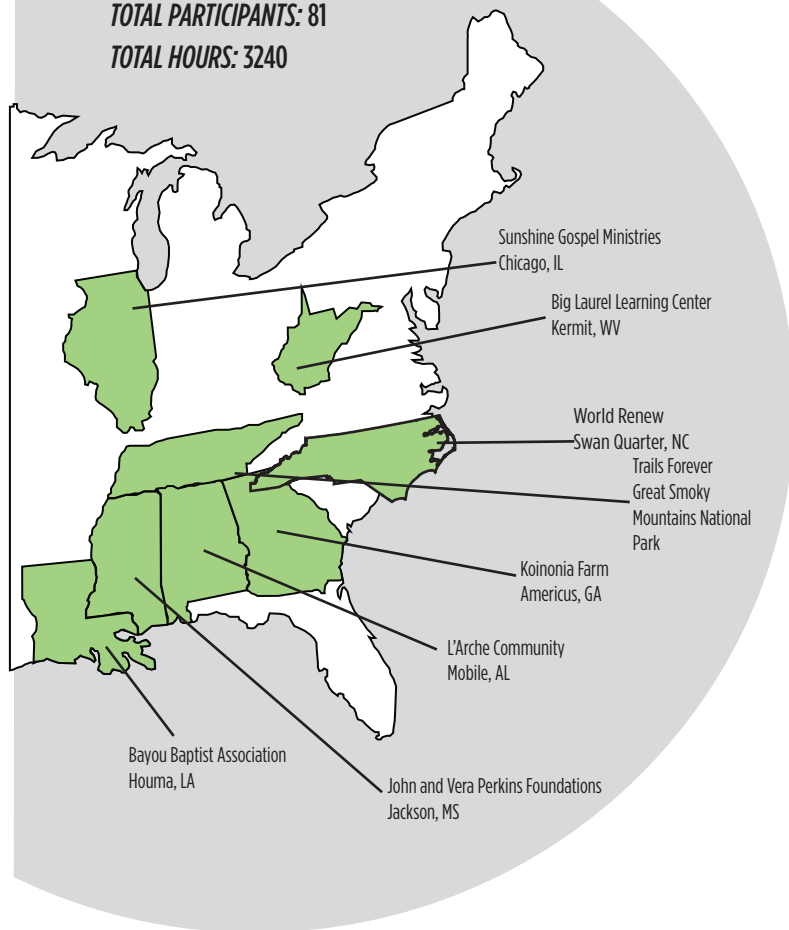 TOTAL PARTICIPANTS: 81
TOTAL HOURS: 3240
Sunshine Gospel Ministries
Chicago, IL
Big Laurel Learning Center
Kermit, WV
World Renew
Swan Quarter, NC
Trails Forever
Great Smoky
Mountains National
Park
Koinonia Farm
Americus, GA
L'Arche Community
Mobile, AL
Bayou Baptist Association
Houma, LA
John and Vera Perkins Foundations
Jackson, MS